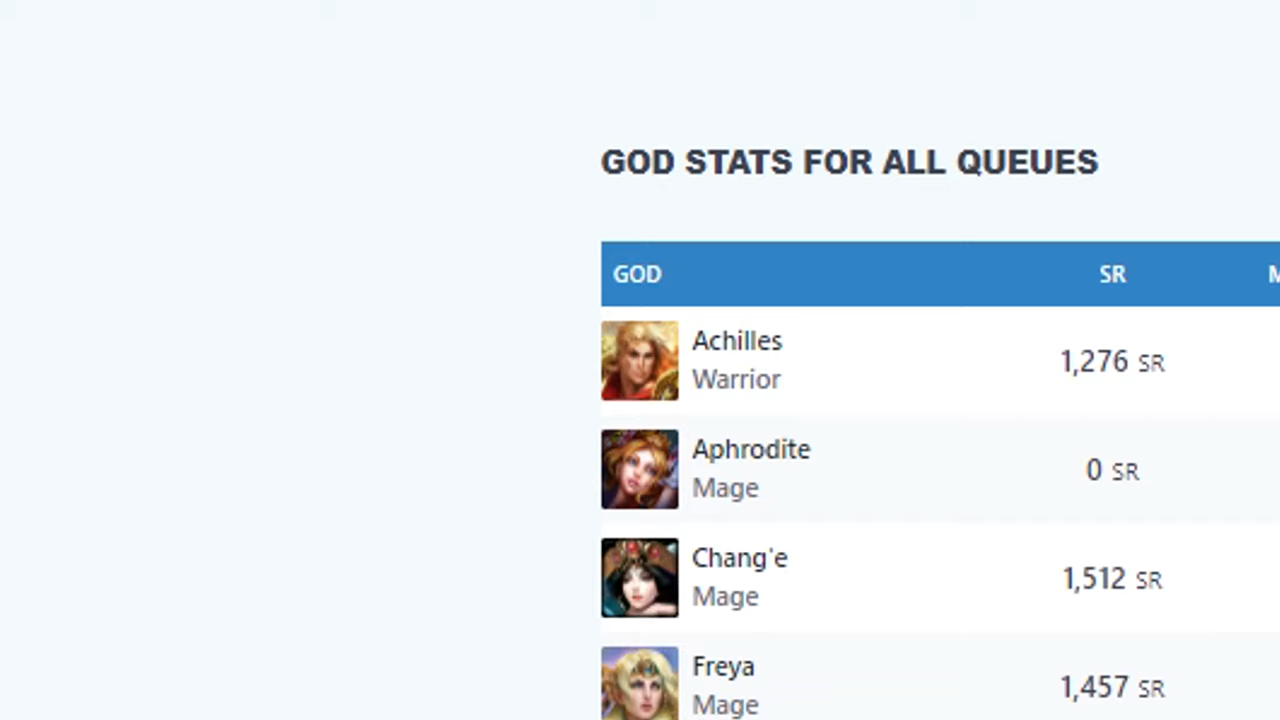 GOD STATS FOR ALL QUEUES
GOD SR M
Achilles
Warrior
1,276 SR
Aphrodite
Mage
0 SR
Chang'e
Mage
1,512 SR
Freya
Mage
1,457 SR